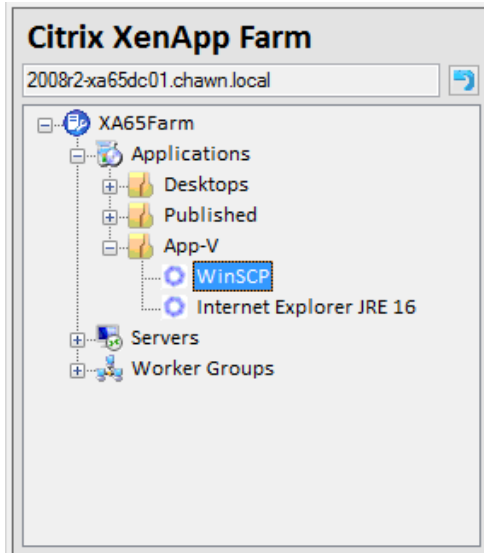 Citrix XenApp Farm
2008r2-xa65dc01.chawn.local
XA65Farm
Applications
Desktops
Published
App-V
WinSCP
Internet Explorer JRE 16
Servers
Worker Groups